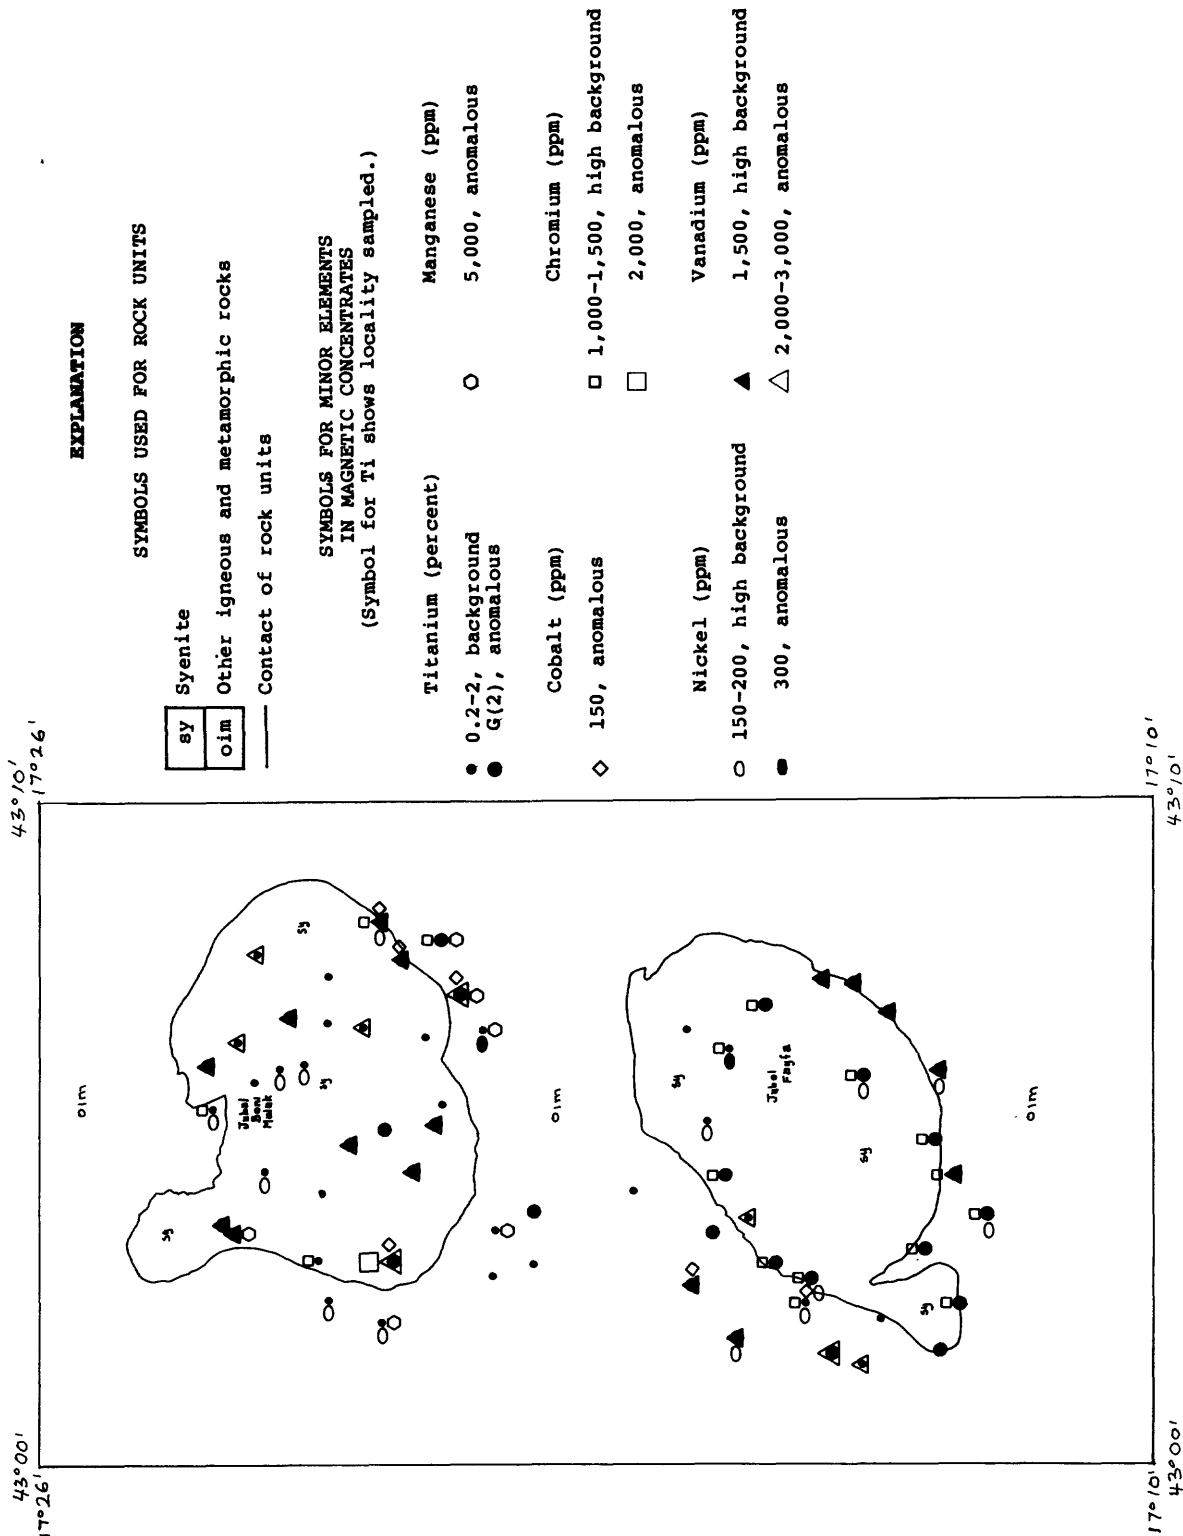 EXPLANATION
SYMBOLS USED FOR ROCK UNITS
sy Syenite
oim Other igneous and metamorphic rocks
Contact of rock units
SYMBOLS FOR MINOR ELEMENTS
IN MAGNETIC CONCENTRATES
(Symbol for Ti shows locality sampled.)
Titanium (percent)
0.2-2, background
G(2), anomalous
Manganese (ppm)
5,000, anomalous
Cobalt (ppm)
150, anomalous
Chromium (ppm)
1,000-1,500, high background
2,000, anomalous
Nickel (ppm)
150-200, high background
300, anomalous
Vanadium (ppm)
1,500, high background
2,000-3,000, anomalous
43°00'
17°26'
43°10'
17°26'
oim
sy
sy
Jabal
Bani
Malik
sy
oim
sy
Jabal
Fayfa
sy
sy
oim
17°10'
43°00'
17°10'
43°10'